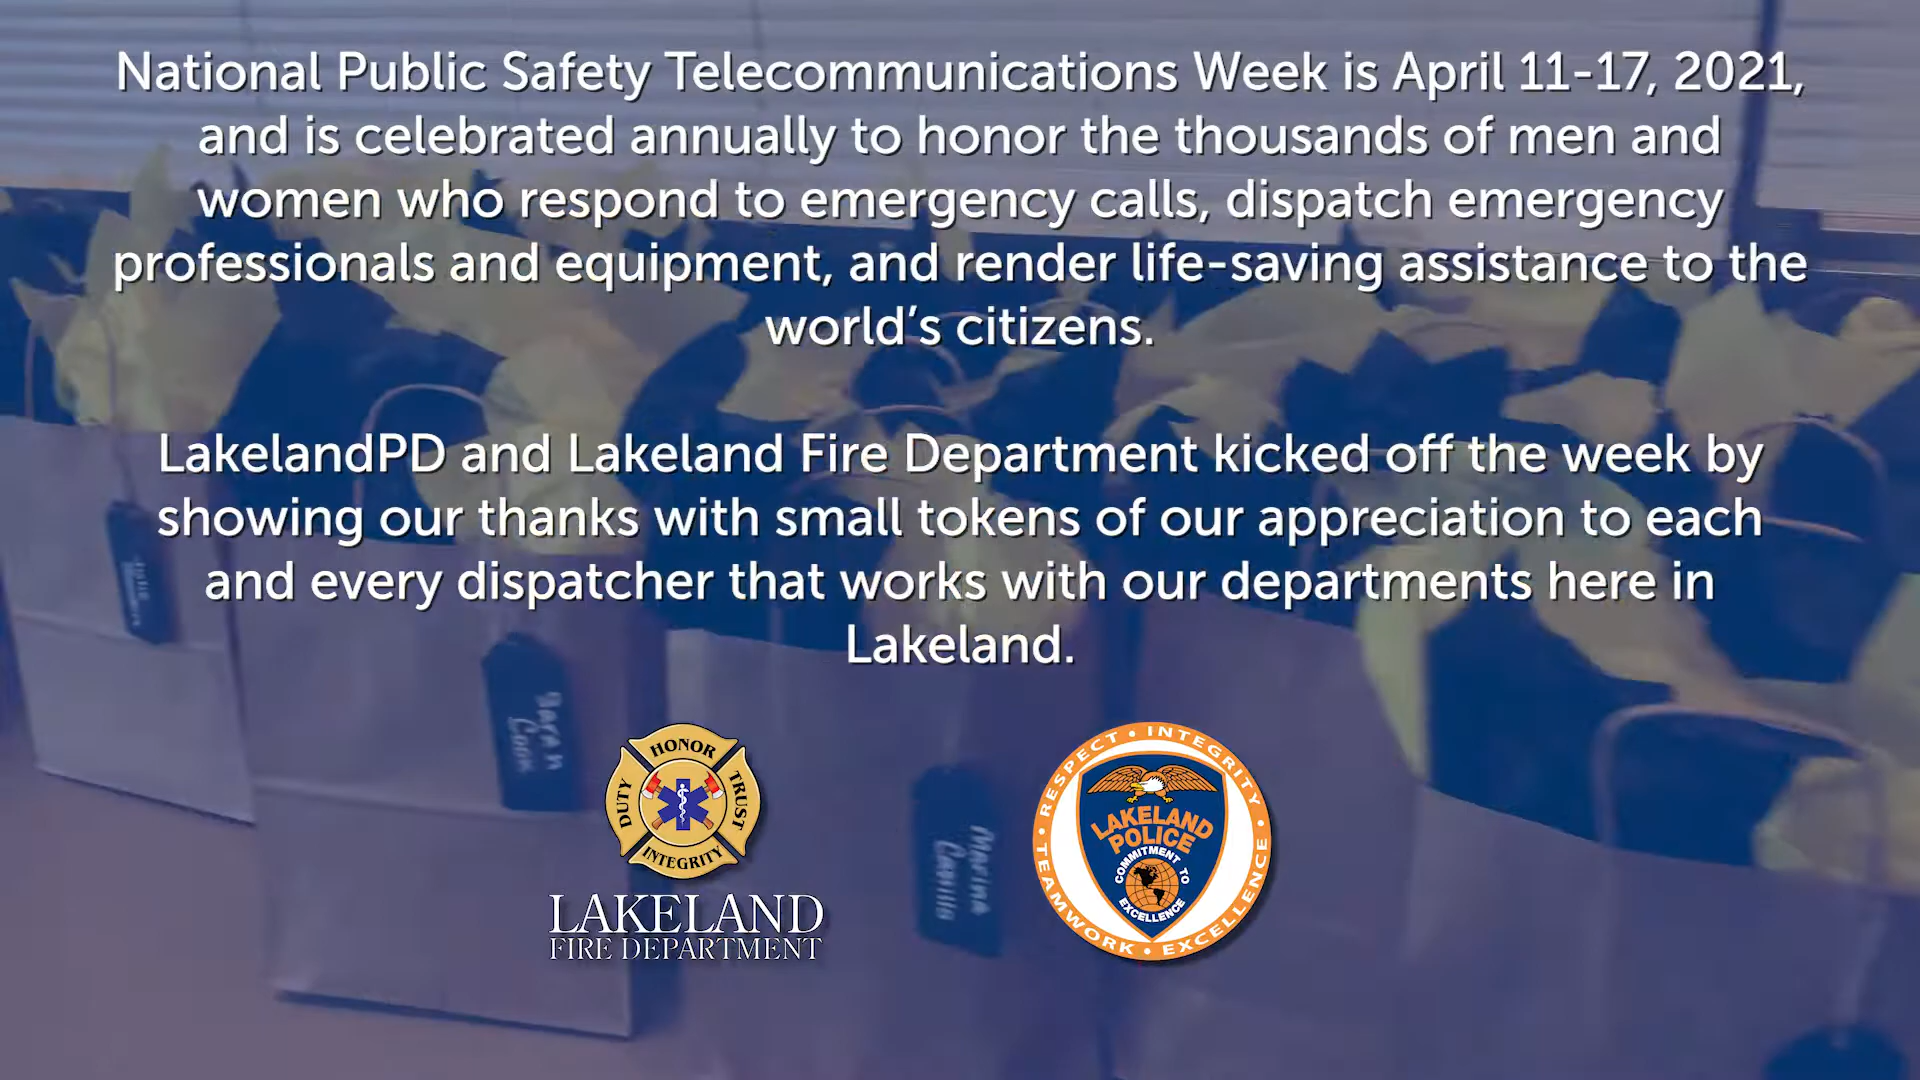 National Public Safety Telecommunications Week is April 11-17, 2021,
and is celebrated annually to honor the thousands of men and
women who respond to emergency calls, dispatch emergency
professionals and equipment, and render life-saving assistance to the
world’s citizens.
LakelandPD and Lakeland Fire Department kicked off the week by
showing our thanks with small tokens of our appreciation to each
and every dispatcher that works with our departments here in
Lakeland.
HONOR
DUTY
TRUST
INTEGRITY
LAKELAND
FIRE DEPARTMENT
RESPECT • INTEGRITY • EXCELLENCE • TEAMWORK •
LAKELAND
POLICE
COMMITMENT TO
EXCELLENCE
Sarah
Marina